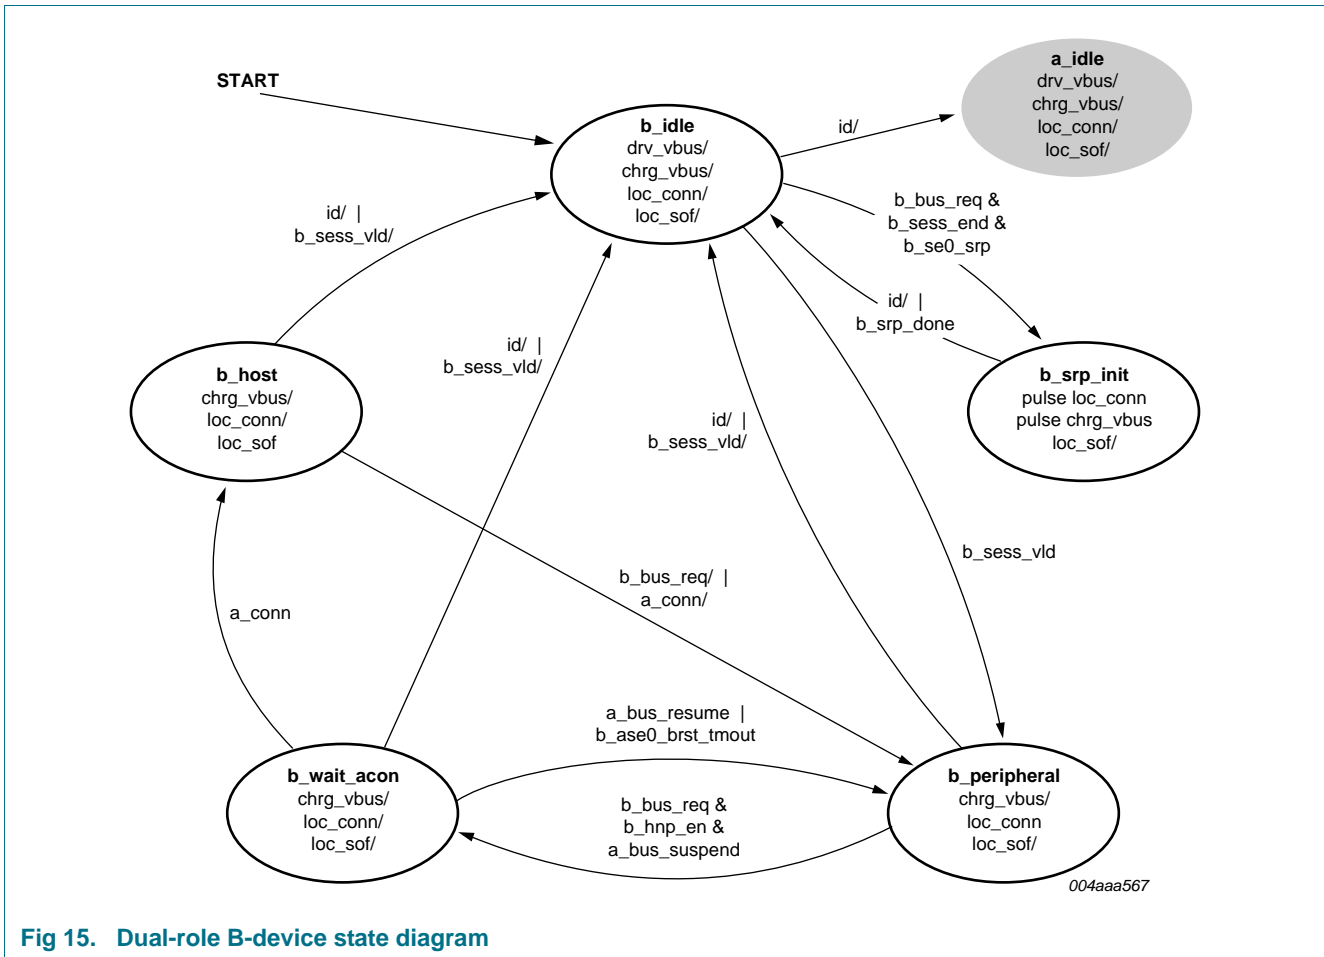 START
a_idle
drv_vbus/
chrg_vbus/
loc_conn/
loc_sof/
b_idle
drv_vbus/
chrg_vbus/
loc_conn/
loc_sof/
id/
b_bus_req &
b_sess_end &
b_se0_srp
id/ |
b_sess_vld/
id/ |
b_srp_done
id/ |
b_sess_vld/
b_host
chrg_vbus/
loc_conn/
loc_sof
b_srp_init
pulse loc_conn
pulse chrg_vbus
loc_sof/
id/ |
b_sess_vld/
b_sess_vld
b_bus_req/ |
a_conn/
a_conn
a_bus_resume |
b_ase0_brst_tmout
b_wait_acon
chrg_vbus/
loc_conn/
loc_sof/
b_bus_req &
b_hnp_en &
a_bus_suspend
b_peripheral
chrg_vbus/
loc_conn
loc_sof/
004aaa567
Fig 15. Dual-role B-device state diagram